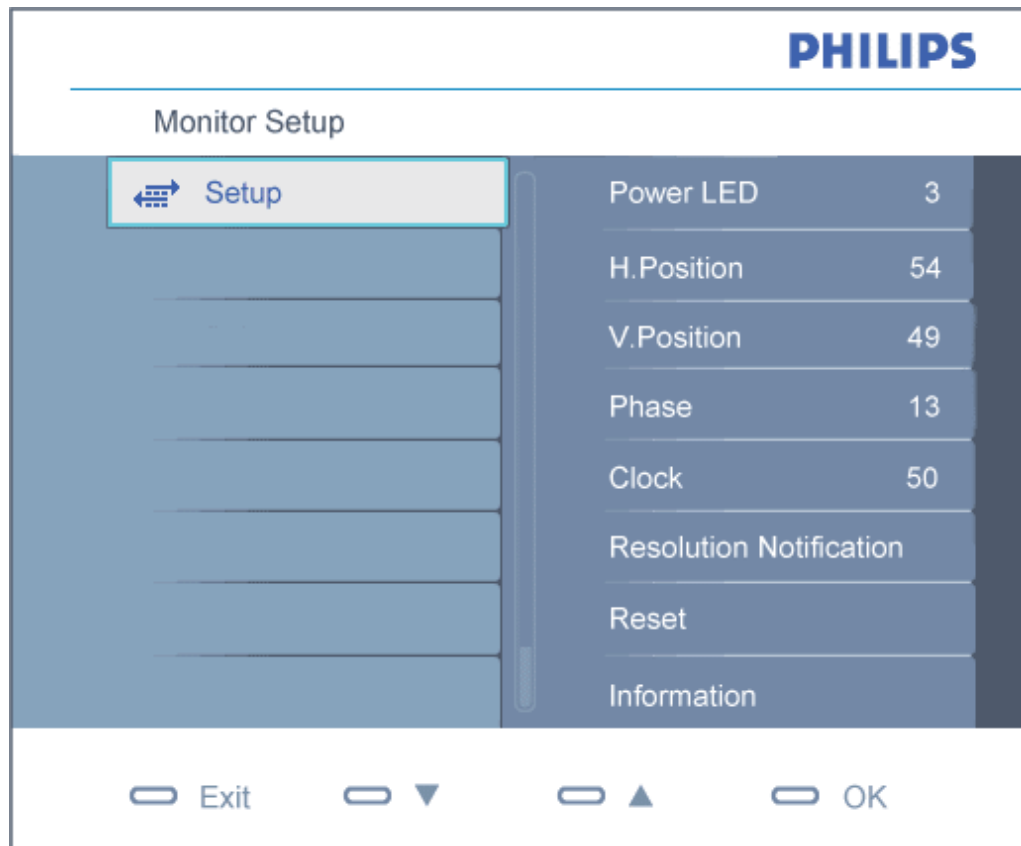 PHILIPS
Monitor Setup
Setup
Power LED 3
H.Position 54
V.Position 49
Phase 13
Clock 50
Resolution Notification
Reset
Information
Exit ▼ ▲ OK